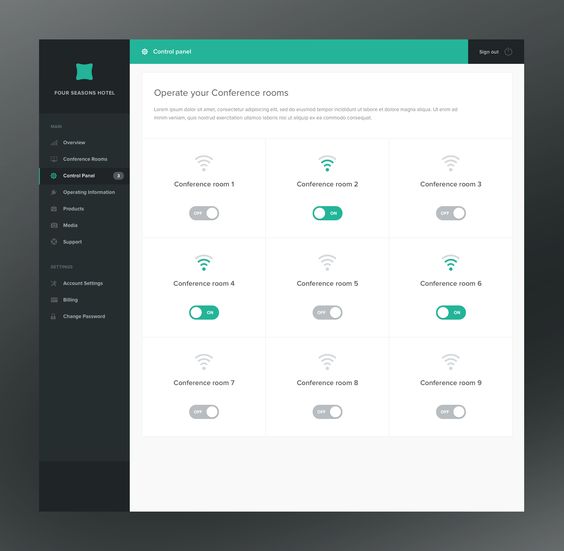 Control panel
Sign out
FOUR SEASONS HOTEL
MAIN
Overview
Conference Rooms
Control Panel 3
Operating Information
Products
Media
Support
SETTINGS
Account Settings
Billing
Change Password
Operate your Conference rooms
Lorem ipsum dolor sit amet, consectetur adipisicing elit, sed do eiusmod tempor incididunt ut labore et dolore magna aliqua. Ut enim ad
minim veniam, quis nostrud exercitation ullamco laboris nisi ut aliquip ex ea commodo consequat.
Conference room 1
OFF
Conference room 2
ON
Conference room 3
OFF
Conference room 4
ON
Conference room 5
OFF
Conference room 6
ON
Conference room 7
OFF
Conference room 8
OFF
Conference room 9
OFF